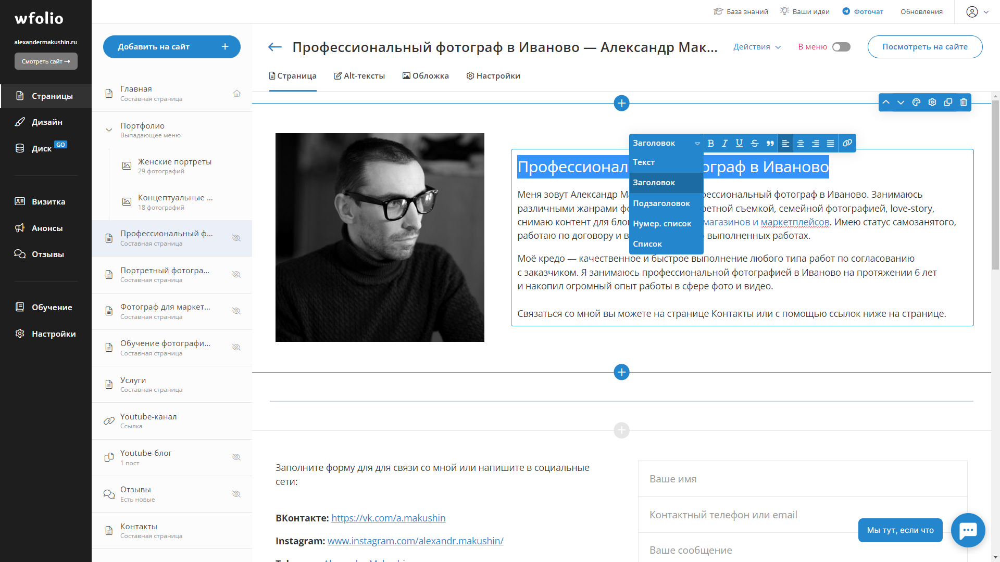 wfolio
alexandermakushin.ru
Смотреть сайт →
Страницы
Дизайн
Диск GO
Визитка
Анонсы
Отзывы
Обучение
Настройки
База знаний
Ваши идеи
Фоточат
Обновления
Добавить на сайт +
Главная
Составная страница
Портфолио
Выпадающее меню
Женские портреты
29 фотографий
Концептуальные ...
18 фотографий
Профессиональный ф...
Составная страница
Портретный фотогра...
Составная страница
Фотограф для маркет...
Составная страница
Обучение фотографи...
Составная страница
Услуги
Составная страница
Youtube-канал
Ссылка
Youtube-блог
1 пост
Отзывы
Есть новые
Контакты
Составная страница
Профессиональный фотограф в Иваново — Александр Мак...
Действия
В меню
Посмотреть на сайте
Страница
Alt-тексты
Обложка
Настройки
Заголовок
B I U S
Текст
Заголовок
Подзаголовок
Нумер. список
Список
Профессионал ограф в Иваново
Меня зовут Александр М рессиональный фотограф в Иваново. Занимаюсь
различными жанрами ф ретной съемкой, семейной фотографией, love-story,
снимаю контент для бло магазинов и маркетплейсов. Имею статус самозанятого,
работаю по договору и в выполненных работах.
Моё кредо — качественное и быстрое выполнение любого типа работ по согласованию
с заказчиком. Я занимаюсь профессиональной фотографией в Иваново на протяжении 6 лет
и накопил огромный опыт работы в сфере фото и видео.
Связаться со мной вы можете на странице Контакты или с помощью ссылок ниже на странице.
Заполните форму для для связи со мной или напишите в социальные
сети:
ВКонтакте: https://vk.com/a.makushin
Instagram: www.instagram.com/alexandr.makushin/
Ваше имя
Контактный телефон или email
Ваше сообщение
Мы тут, если что